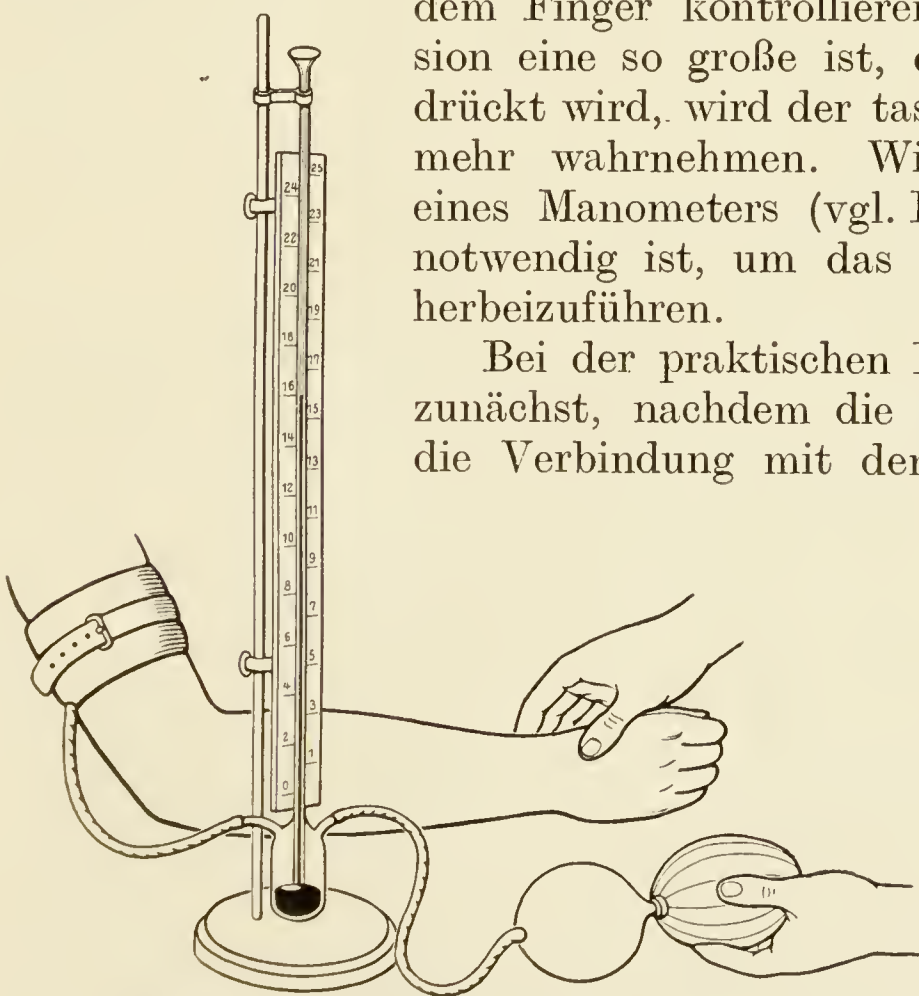 dem Finger kontrollieren
sion eine so große ist,
drückt wird, wird der tas
mehr wahrnehmen. Wi
eines Manometers (vgl.
notwendig ist, um das
herbeizuführen.
Bei der praktischen
zunächst, nachdem die
die Verbindung mit der
25
24
23
22
21
20
19
18
17
16
15
14
13
12
11
10
9
8
7
6
5
4
3
2
1
0